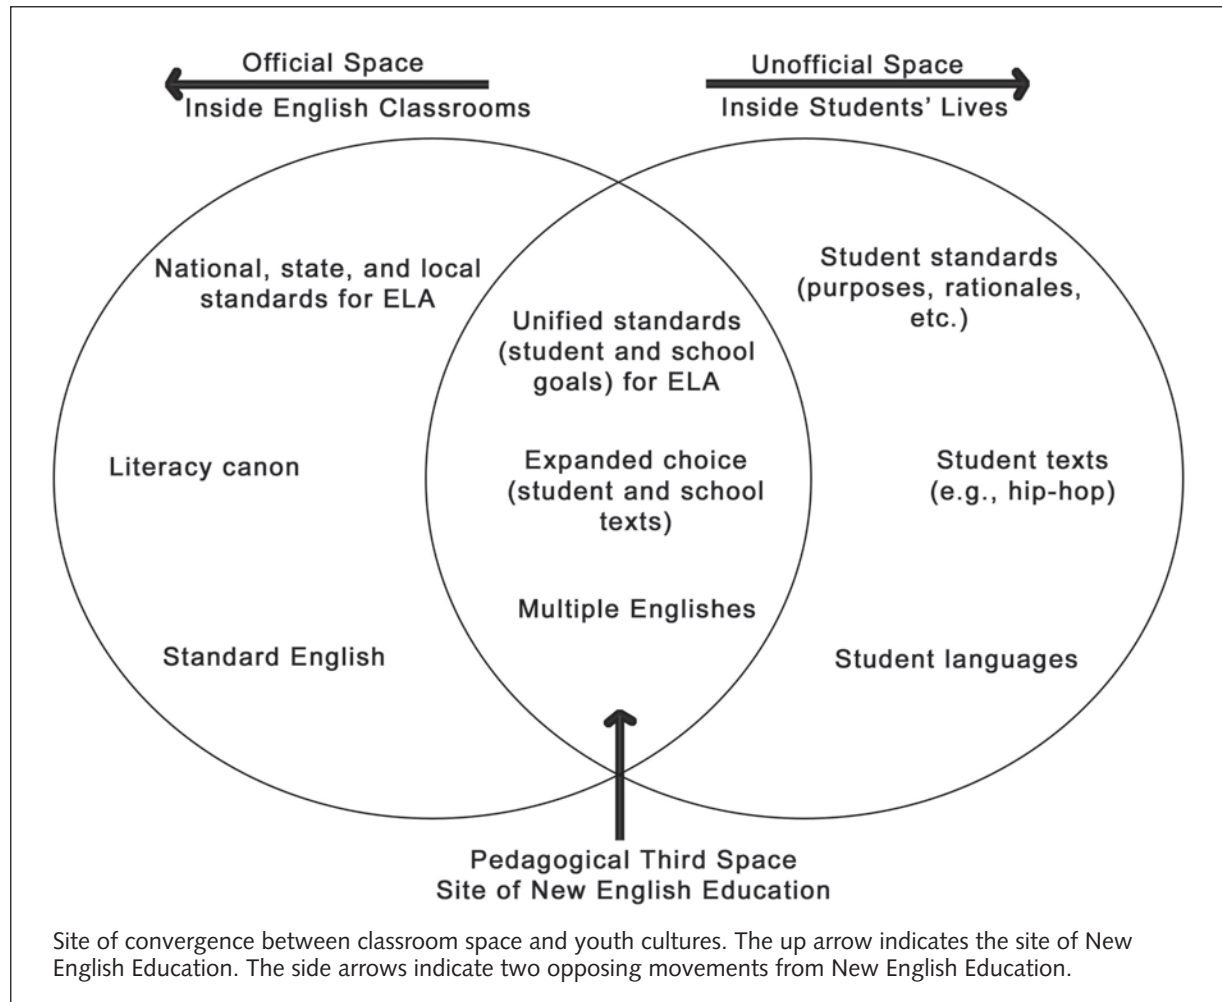 Official Space
Inside English Classrooms
Unofficial Space
Inside Students' Lives
National, state, and local
standards for ELA
Literacy canon
Standard English
Unified standards
(student and school
goals) for ELA
Expanded choice
(student and school
texts)
Multiple Englishes
Student standards
(purposes, rationales,
etc.)
Student texts
(e.g., hip-hop)
Student languages
Pedagogical Third Space
Site of New English Education
Site of convergence between classroom space and youth cultures. The up arrow indicates the site of New
English Education. The side arrows indicate two opposing movements from New English Education.